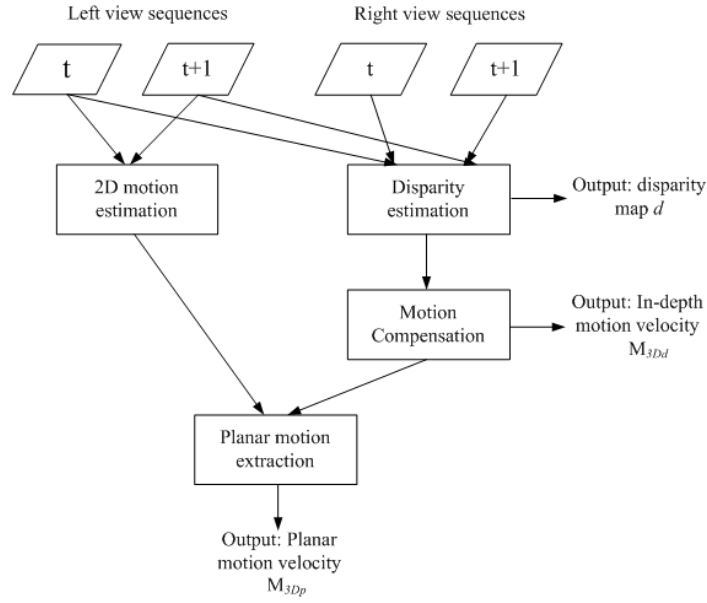 Left view sequences
Right view sequences
t
t+1
t
t+1
2D motion
estimation
Disparity
estimation
Output: disparity
map d
Motion
Compensation
Output: In-depth
motion velocity
M3Dd
Planar motion
extraction
Output: Planar
motion velocity
M3Dp